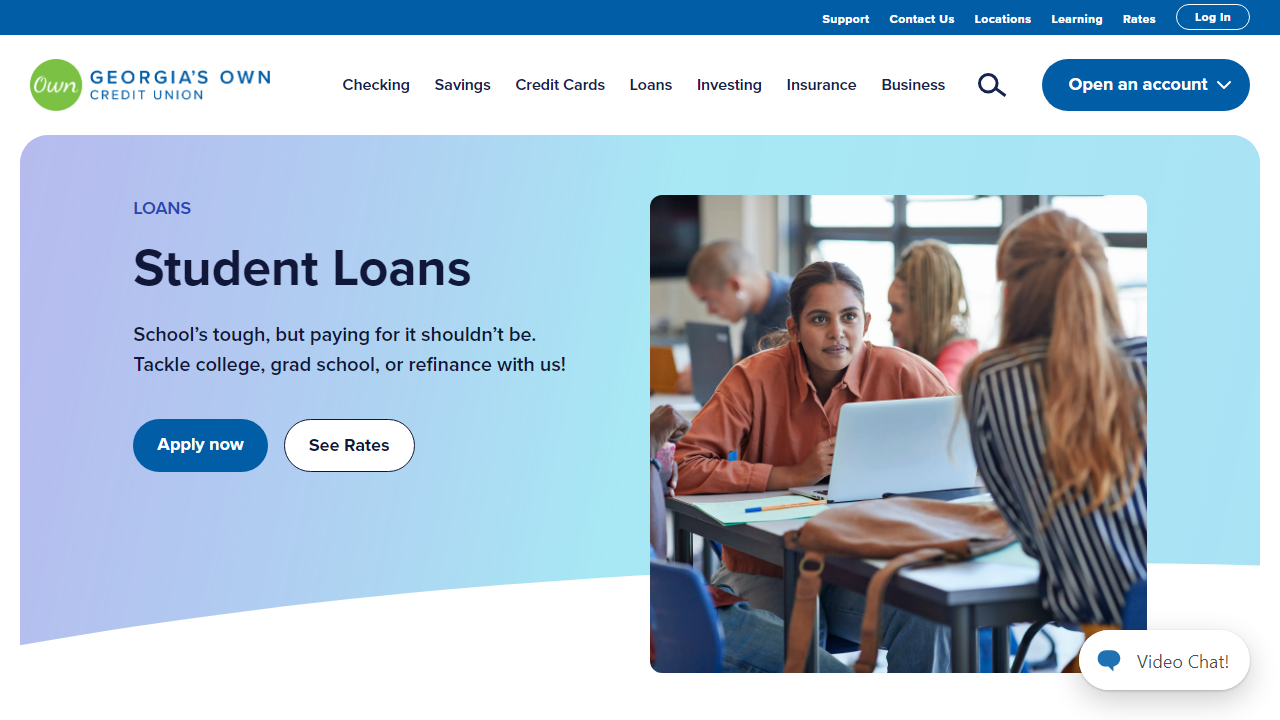 Support Contact Us Locations Learning Rates Log In
Own GEORGIA'S OWN
CREDIT UNION
Checking Savings Credit Cards Loans Investing Insurance Business
Open an account
LOANS
Student Loans
School’s tough, but paying for it shouldn’t be.
Tackle college, grad school, or refinance with us!
Apply now See Rates
Video Chat!